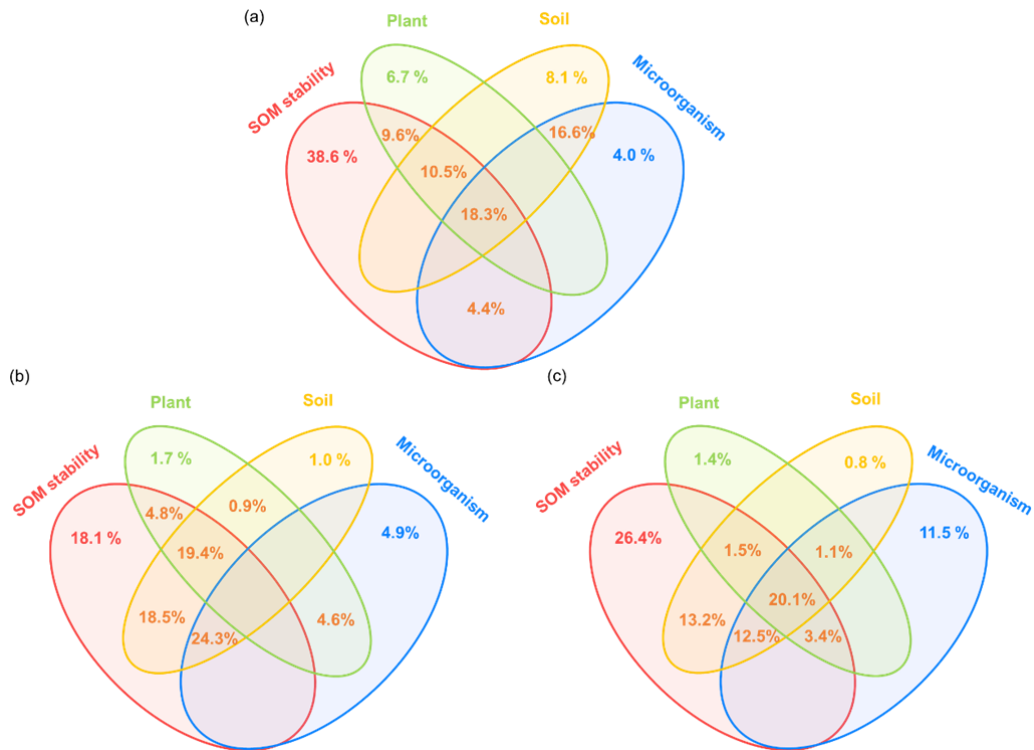 (a)
Plant
Soil
SOM stability
Microorganism
6.7 %
8.1 %
9.6%
16.6%
38.6 %
4.0 %
10.5%
18.3%
4.4%
(b)
Plant
Soil
SOM stability
Microorganism
1.7 %
1.0 %
4.8%
0.9%
18.1 %
4.9%
19.4%
18.5%
4.6%
24.3%
(c)
Plant
Soil
SOM stability
Microorganism
1.4%
0.8 %
26.4%
11.5 %
1.5%
1.1%
20.1%
13.2%
12.5%
3.4%